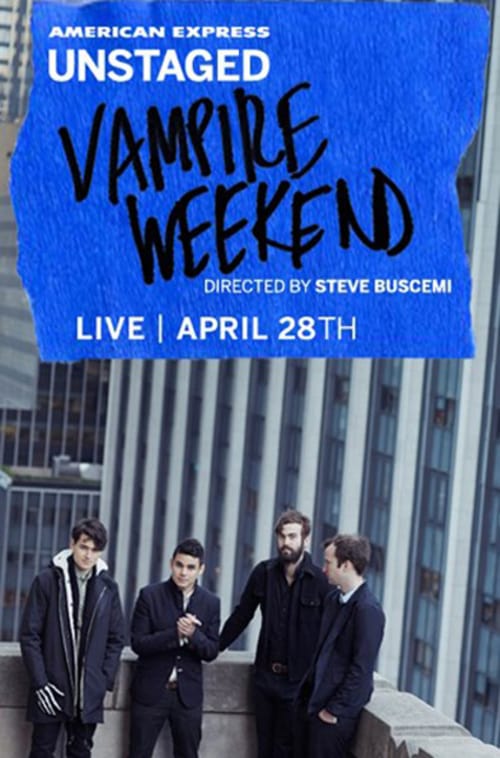 AMERICAN EXPRESS
UNSTAGED
VAMPIRE
WEEKEND
DIRECTED BY STEVE BUSCEMI
LIVE | APRIL 28TH